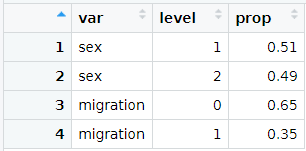 var level prop
1 sex 1 0.51
2 sex 2 0.49
3 migration 0 0.65
4 migration 1 0.35